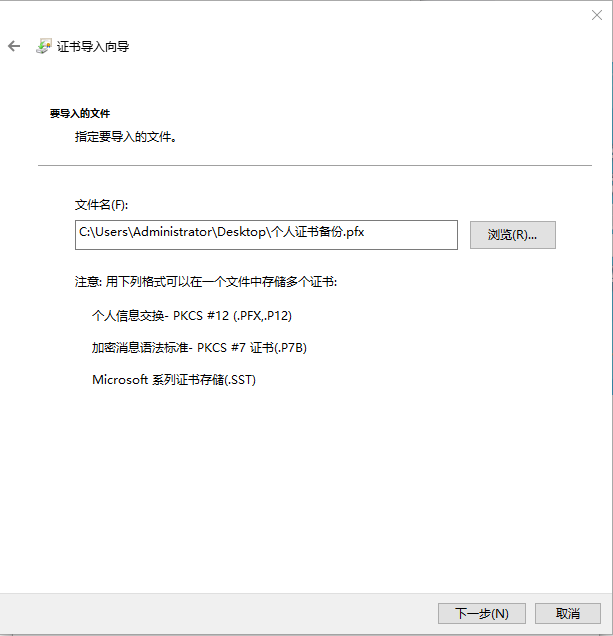 证书导入向导
要导入的文件
指定要导入的文件。
文件名(F):
C:\Users\Administrator\Desktop\个人证书备份.pfx
浏览(R)...
注意: 用下列格式可以在一个文件中存储多个证书:
个人信息交换- PKCS #12 (.PFX,.P12)
加密消息语法标准- PKCS #7 证书(.P7B)
Microsoft 系列证书存储(.SST)
下一步(N)
取消